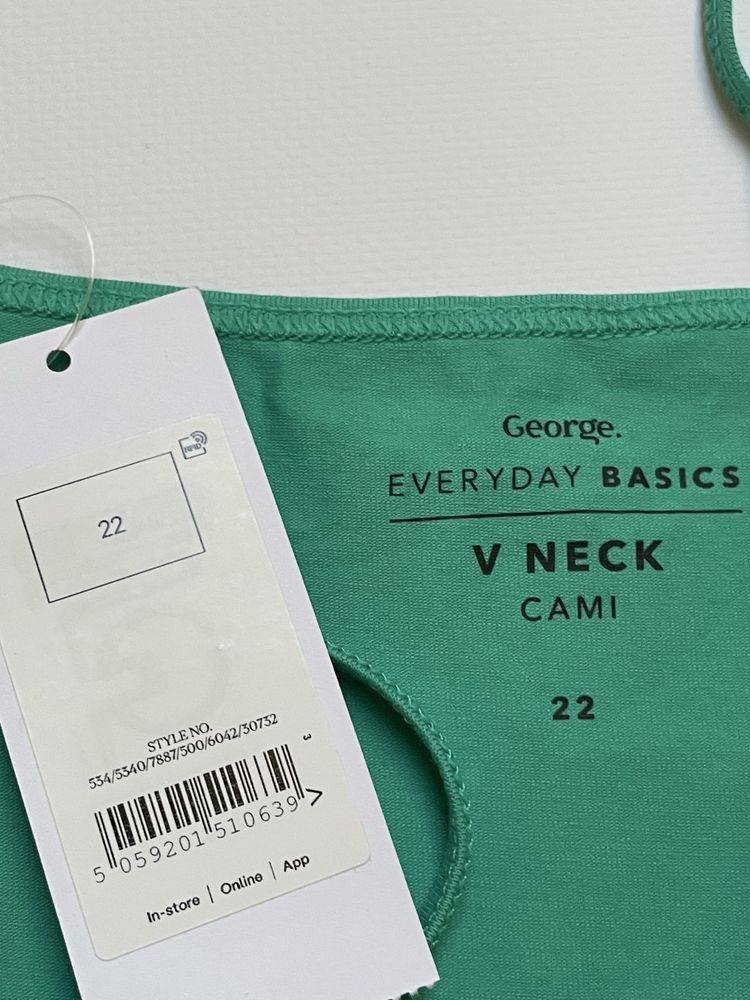 RFID
22
STYLE NO.
534/5340/7887/500/6042/30732
3
5 059201 510639 >
In-store | Online | App
George.
EVERYDAY BASICS
V NECK
CAMI
22